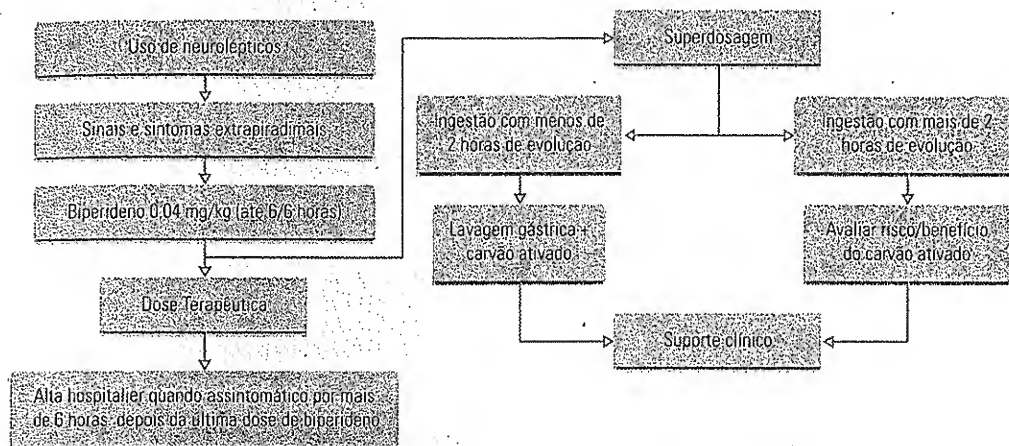 Uso de neurolépticos
Sinais e sintomas extrapiradimais
Biperideno 0.04 mg/kg (até 6/6 horas)
Dose Terapêutica
Alta hospitalier quando assintomático por mais
de 6 horas depois da última dose de biperideno
Superdosagem
Ingestão com menos de
2 horas de evolução
Ingestão com mais de 2
horas de evolução
Lavagem gástrica +
carvão ativado
Avaliar risco/benefício
do carvão ativado
Suporte clínico